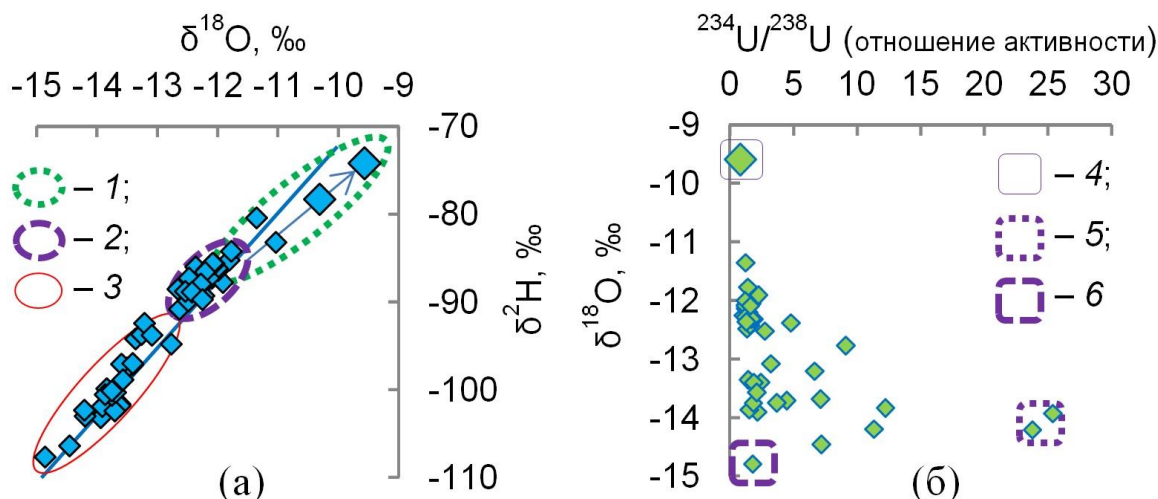 δ¹⁸O, ‰
-15 -14 -13 -12 -11 -10 -9
-70
-80
-90
-100
-110
δ²H, ‰
– 1;
– 2;
– 3
(а)
²³⁴U/²³⁸U (отношение активности)
0 5 10 15 20 25 30
-9
-10
-11
-12
-13
-14
-15
δ¹⁸O, ‰
– 4;
– 5;
– 6
(б)